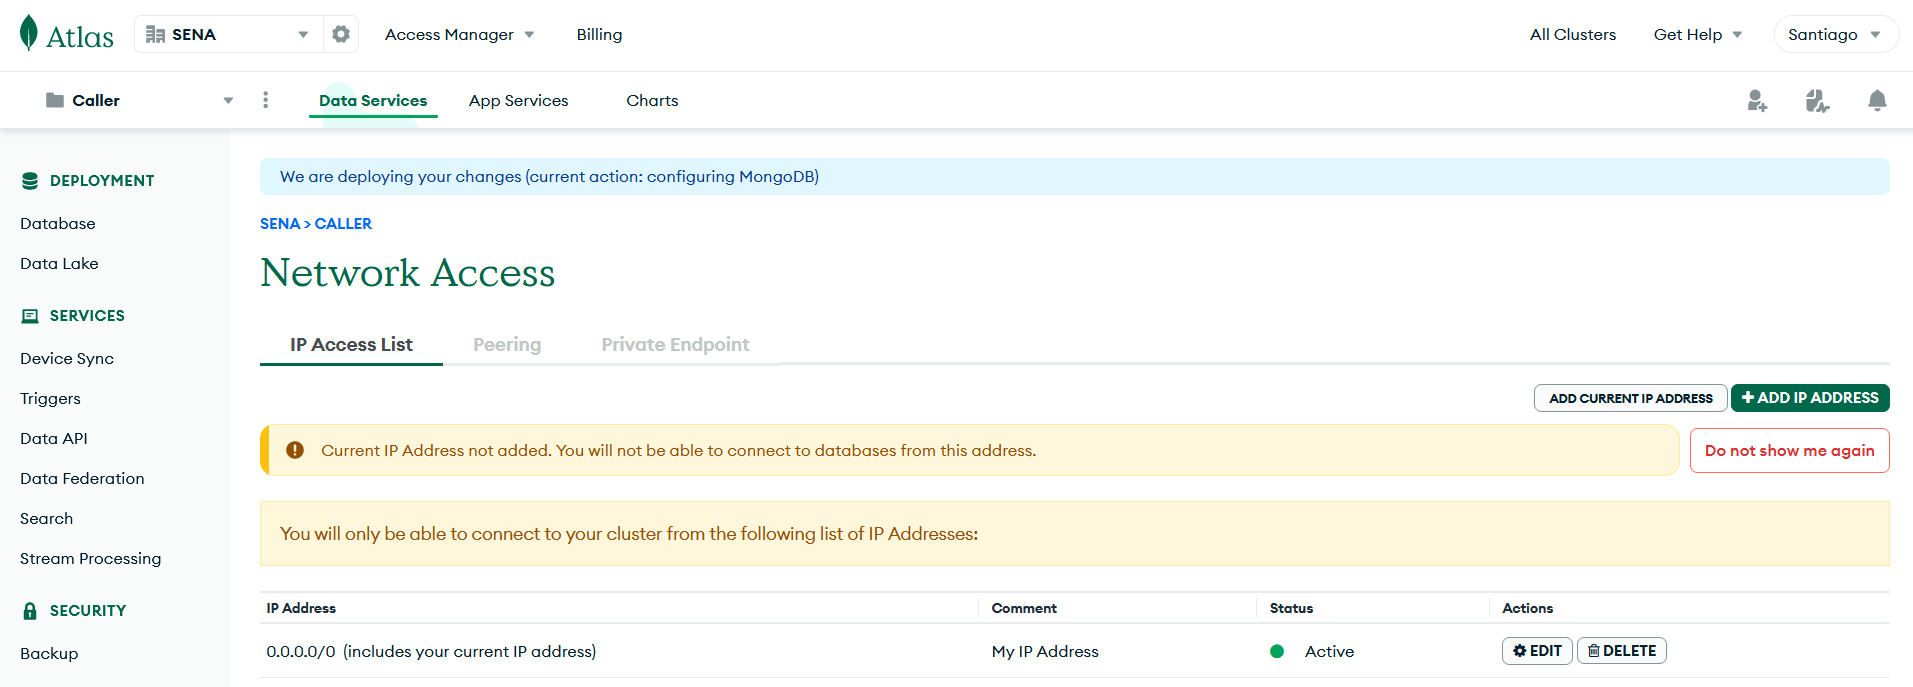 Atlas
SENA
Access Manager
Billing
All Clusters
Get Help
Santiago
Caller
Data Services
App Services
Charts
DEPLOYMENT
Database
Data Lake
SERVICES
Device Sync
Triggers
Data API
Data Federation
Search
Stream Processing
SECURITY
Backup
We are deploying your changes (current action: configuring MongoDB)
SENA > CALLER
Network Access
IP Access List
Peering
Private Endpoint
ADD CURRENT IP ADDRESS
+ ADD IP ADDRESS
Current IP Address not added. You will not be able to connect to databases from this address.
Do not show me again
You will only be able to connect to your cluster from the following list of IP Addresses:
IP Address Comment Status Actions
0.0.0.0/0 (includes your current IP address) My IP Address Active EDIT DELETE